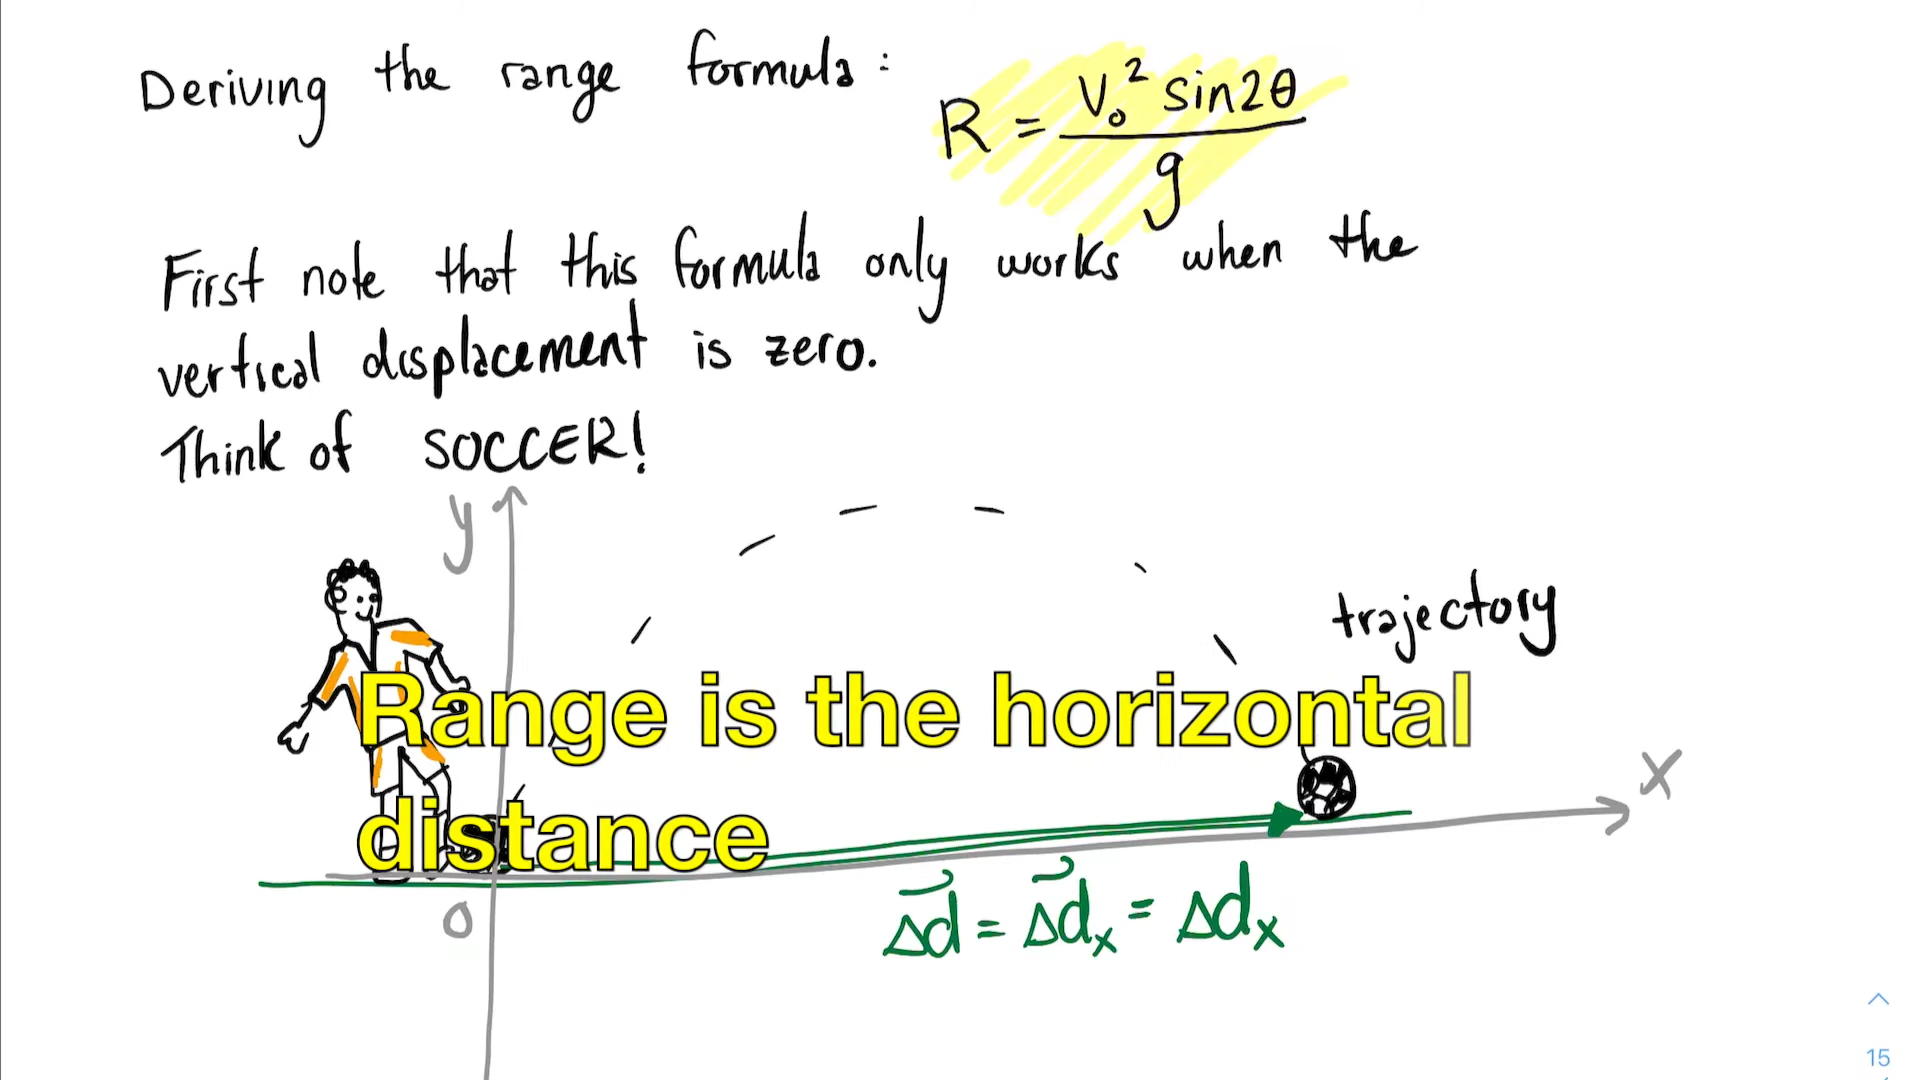 Deriving the range formula:
R = V₀² sin2θ / g
First note that this formula only works when the
vertical displacement is zero.
Think of SOCCER!
y
trajectory
Range is the horizontal
distance
x
0
Δd⃗ = Δd⃗ₓ = Δdₓ
15